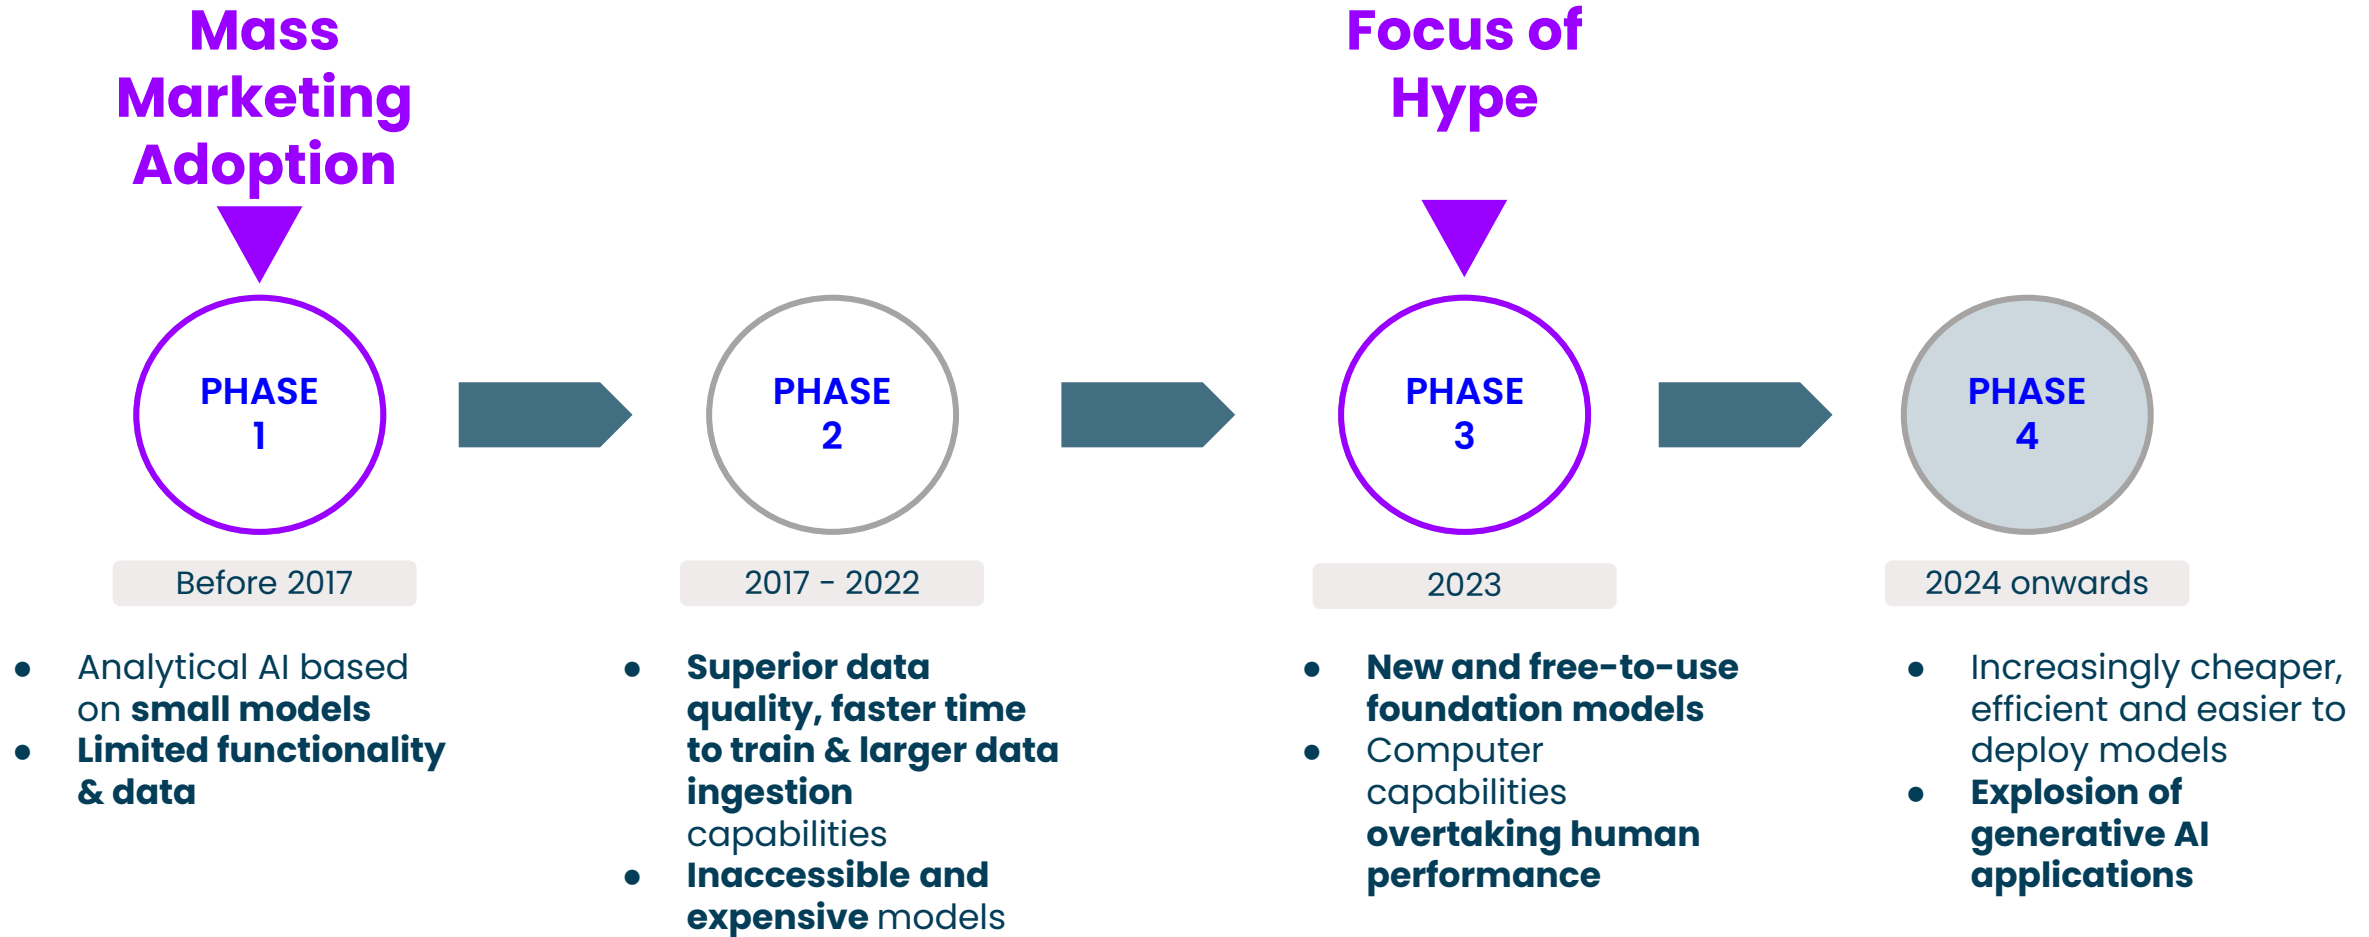 Mass
Marketing
Adoption
Focus of
Hype
PHASE
1
PHASE
2
PHASE
3
PHASE
4
Before 2017
2017 - 2022
2023
2024 onwards
● Analytical AI based
on small models
● Limited functionality
& data
● Superior data
quality, faster time
to train & larger data
ingestion
capabilities
● Inaccessible and
expensive models
● New and free-to-use
foundation models
● Computer
capabilities
overtaking human
performance
● Increasingly cheaper,
efficient and easier to
deploy models
● Explosion of
generative AI
applications